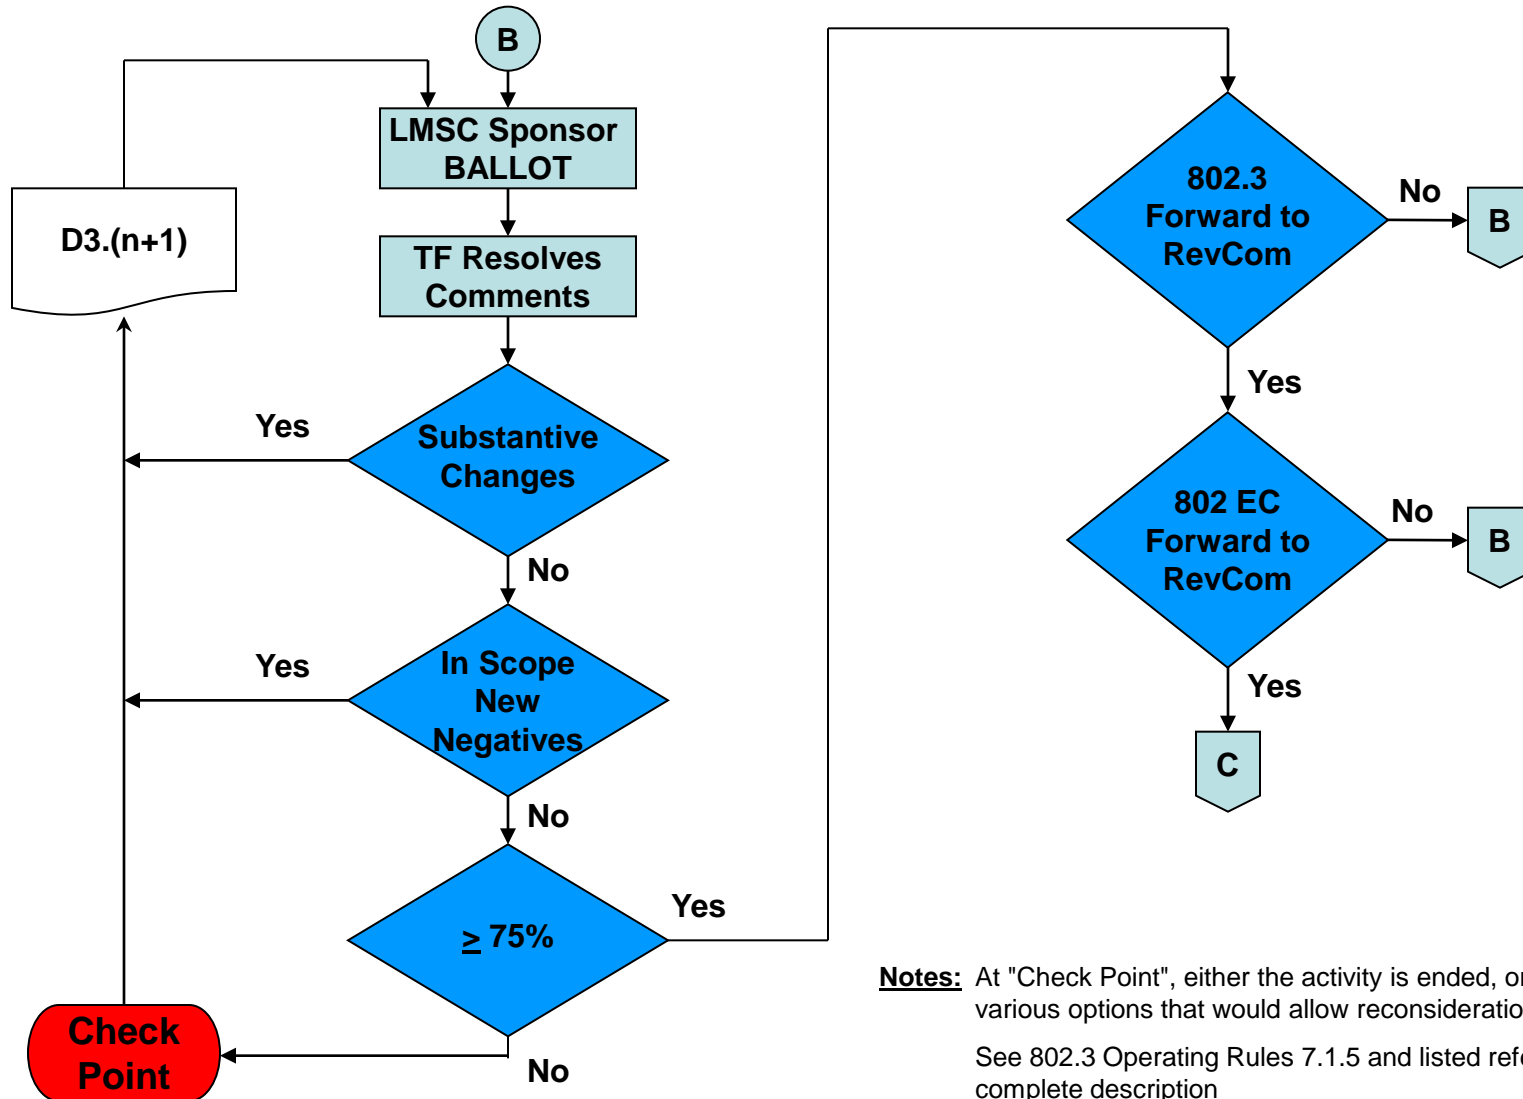 B
LMSC Sponsor
BALLOT
D3.(n+1)
TF Resolves
Comments
Yes
Substantive
Changes
No
Yes
In Scope
New
Negatives
No
≥ 75%
Yes
Check
Point
No
802.3
Forward to
RevCom
No
B
Yes
802 EC
Forward to
RevCom
No
B
Yes
C
Notes: At "Check Point", either the activity is ended, or
various options that would allow
See 802.3 Operating Rules 7.1.5 and listed
complete description